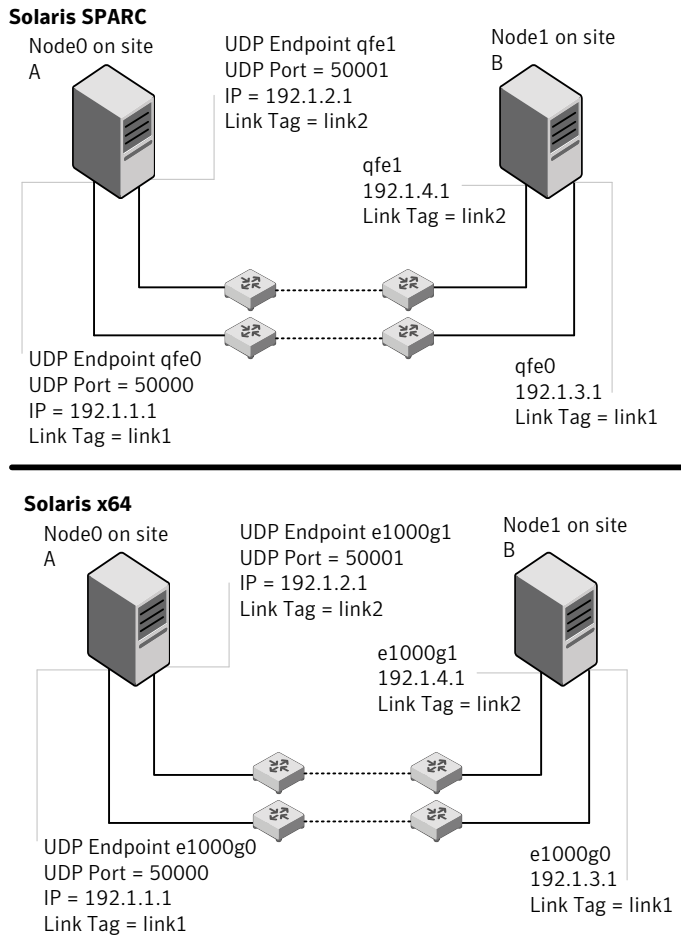 Solaris SPARC
Node0 on site
A
UDP Endpoint qfe1
UDP Port = 50001
IP = 192.1.2.1
Link Tag = link2
Node1 on site
B
qfe1
192.1.4.1
Link Tag = link2
UDP Endpoint qfe0
UDP Port = 50000
IP = 192.1.1.1
Link Tag = link1
qfe0
192.1.3.1
Link Tag = link1
Solaris x64
Node0 on site
A
UDP Endpoint e1000g1
UDP Port = 50001
IP = 192.1.2.1
Link Tag = link2
Node1 on site
B
e1000g1
192.1.4.1
Link Tag = link2
UDP Endpoint e1000g0
UDP Port = 50000
IP = 192.1.1.1
Link Tag = link1
e1000g0
192.1.3.1
Link Tag = link1